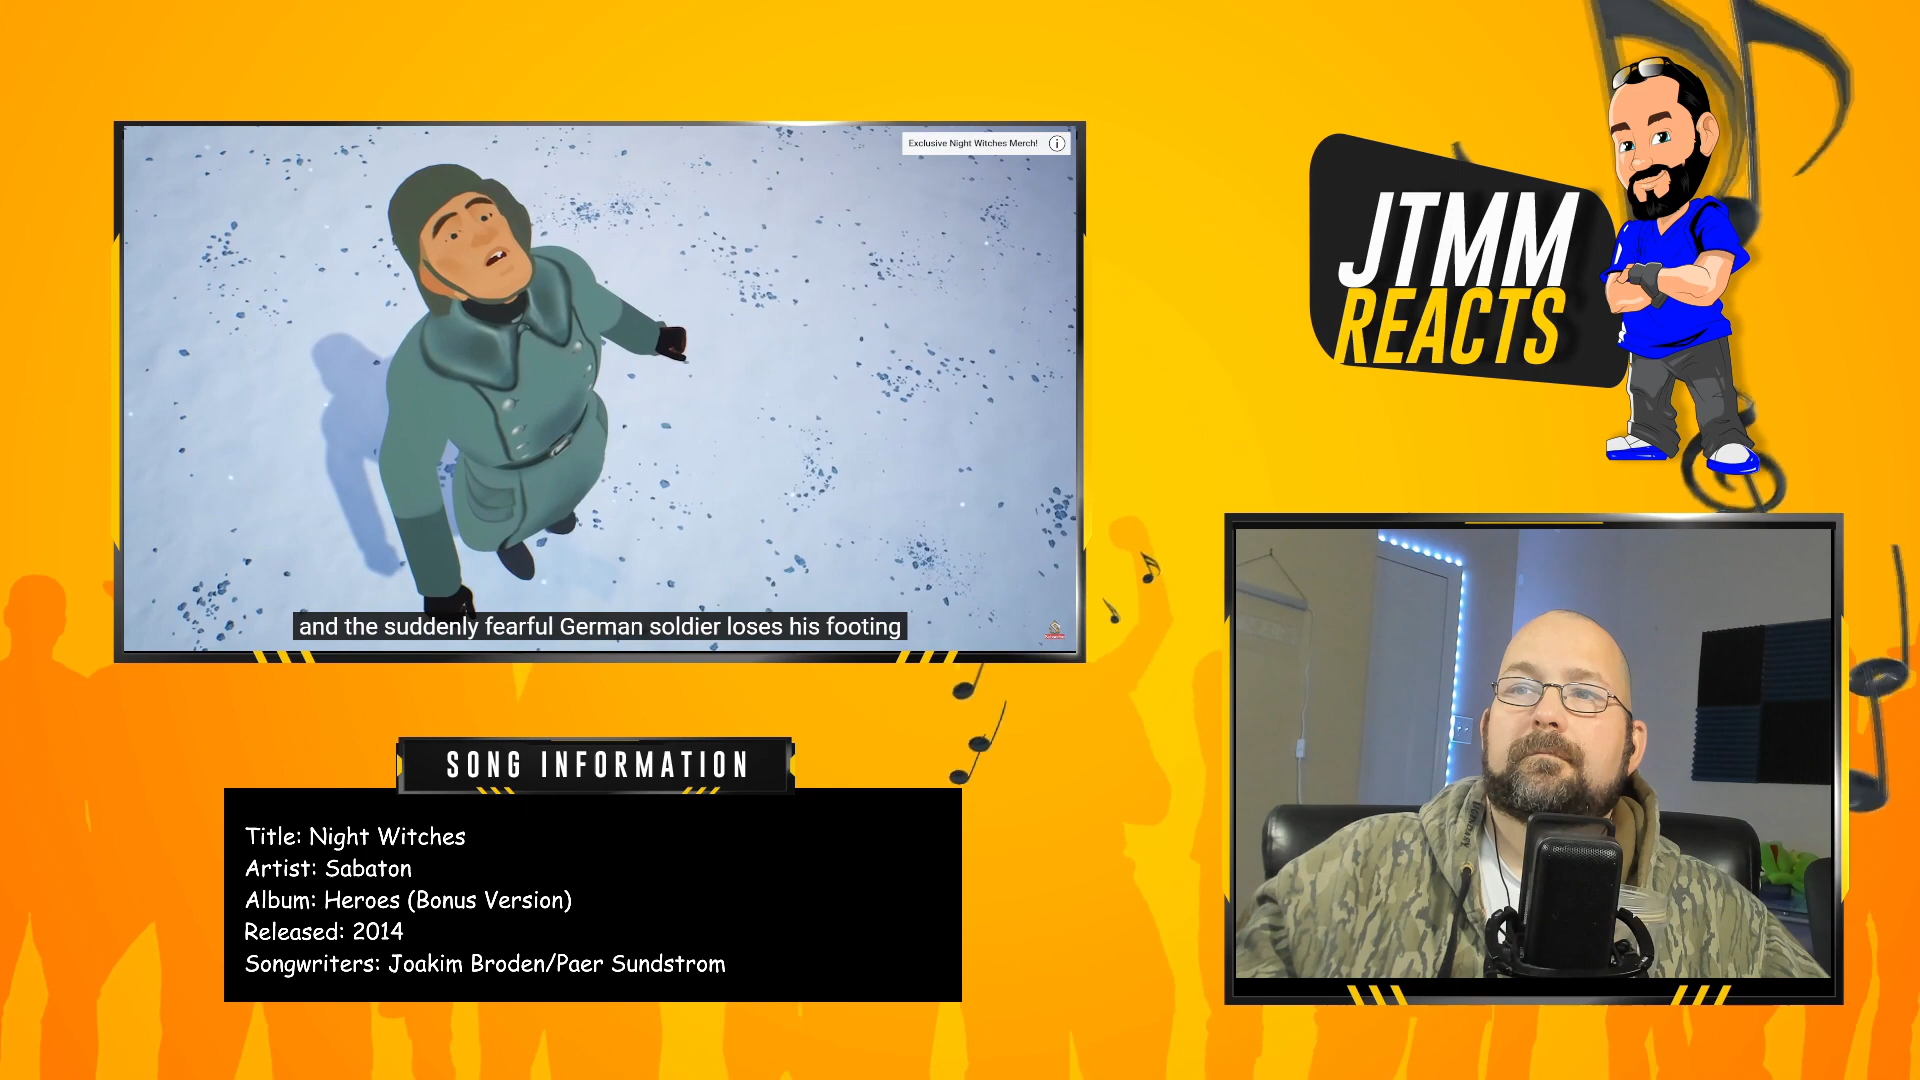 Exclusive Night Witches Merch!
JTMM
REACTS
and the suddenly fearful German soldier loses his footing
SONG INFORMATION
Title: Night Witches
Artist: Sabaton
Album: Heroes (Bonus Version)
Released: 2014
Songwriters: Joakim Broden/Paer Sundstrom